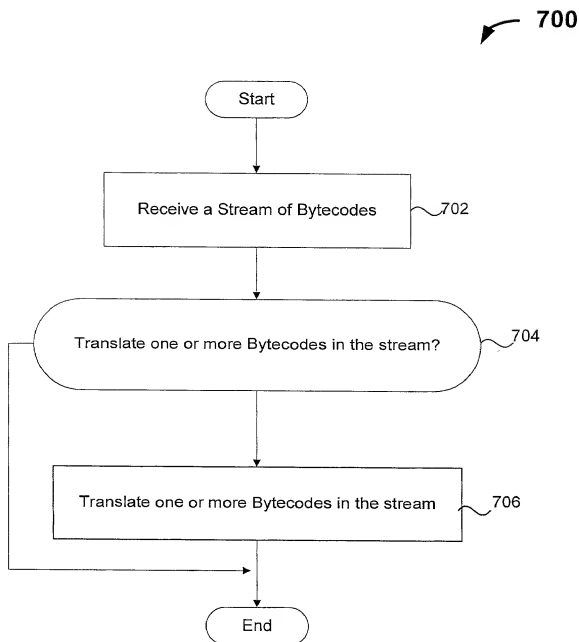 700
Start
Receive a Stream of Bytecodes
702
Translate one or more Bytecodes in the stream?
704
Translate one or more Bytecodes in the stream
706
End